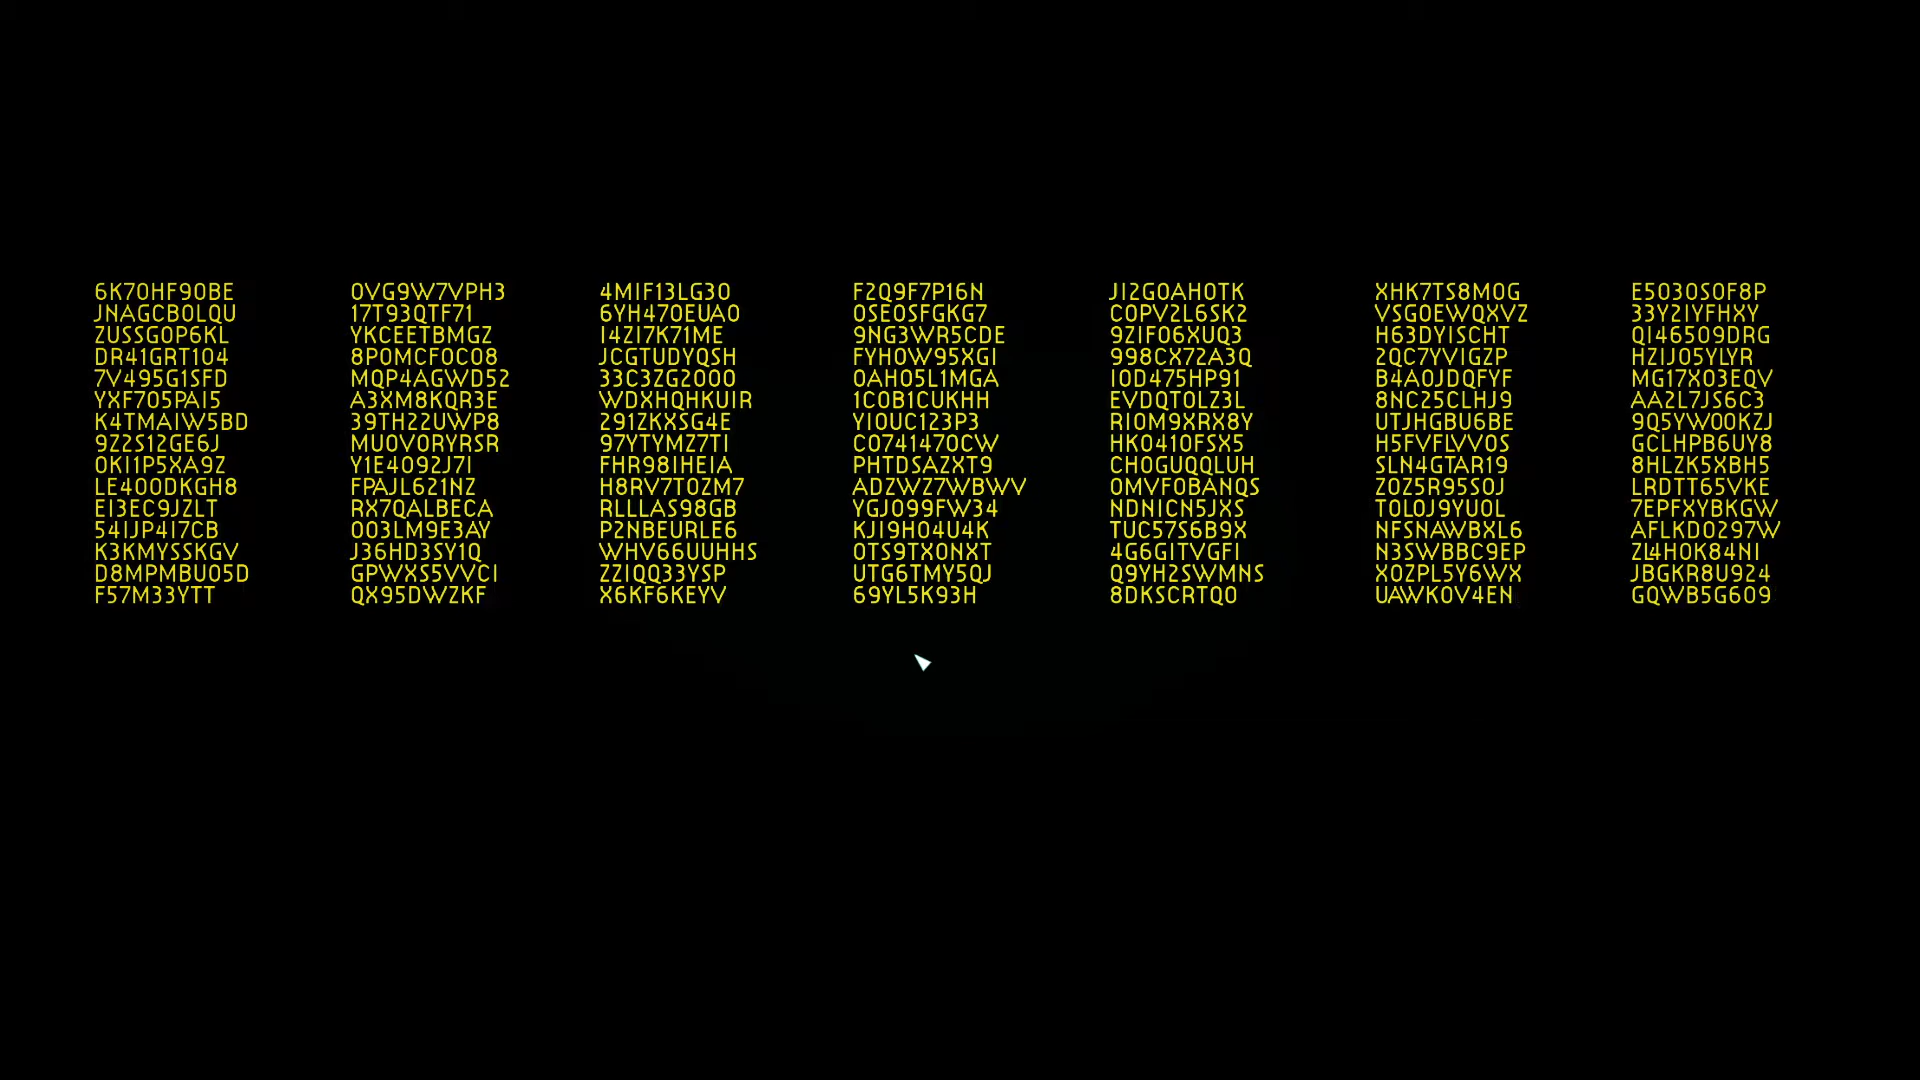 6K70HF90BE 0VG9W7VPH3 4MIF13LG30 F2Q9F7P16N JI2G0AH0TK XHK7TS8M0G E5030S0F8P
JNAGCB0LQU 17T93QTF71 6YH470EUA0 0SE0SFGKG7 C0PV2L6SK2 VSG0EWQXVZ 33Y2IYFHXY
ZUSSG0P6KL YKCEETBMGZ I4ZI7K71ME 9NG3WR5CDE 9ZIF06XUQ3 H63DYISCHT QI46509DRG
DR41GRT104 8P0MCF0C08 JCGTUDYQSH FYH0W95XGI 998CX72A3Q 2QC7YVIGZP HZIJ05YLYR
7V495G1SFD MQP4AGWD52 33C3ZG2000 0AH05L1MGA I0D475HP91 B4A0JDQFYF MG17X03EQV
YXF705PAI5 A3XM8KQR3E WDXHQHKUIR 1C0B1CUKHH EVDQT0LZ3L 8NC25CLHJ9 AA2L7JS6C3
K4TMAIW5BD 39TH22UWP8 291ZKXSG4E YI0UC123P3 RI0M9XRX8Y UTJHGBU6BE 9Q5YW00KZJ
9Z2S12GE6J MU0V0RYRSR 97YTYMZ7TI C0741470CW HK0410FSX5 H5FVFLVV0S GCLHPB6UY8
0KI1P5XA9Z Y1E4092J7I FHR98IHEIA PHTDSAZXT9 CH0GUQQLUH SLN4GTAR19 8HLZK5XBH5
LE400DKGH8 FPAJL621NZ H8RV7T0ZM7 ADZWZ7WBWV 0MVF0BANQS Z0Z5R95S0J LRDTT65VKE
EI3EC9JZLT RX7QALBECA RLLLAS98GB YGJ099FW34 NDNICN5JXS T0L0J9YU0L 7EPFXYBKGW
54IJP4I7CB 003LM9E3AY P2NBEURLE6 KJI9H04U4K TUC57S6B9X NFSNAWBXL6 AFLKD0297W
K3KMYSSKGV J36HD3SY1Q WHV66UUHHS 0TS9TX0NXT 4G6GITVGFI N3SWBBC9EP ZL4H0K84NI
D8MPMBU05D GPWXS5VVCI ZZIQQ33YSP UTG6TMY5QJ Q9YH2SWMNS X0ZPL5Y6WX JBGKR8U924
F57M33YTT QX95DWZKF X6KF6KEYV 69YL5K93H 8DKSCRTQ0 UAWK0V4EN GQWB5G609